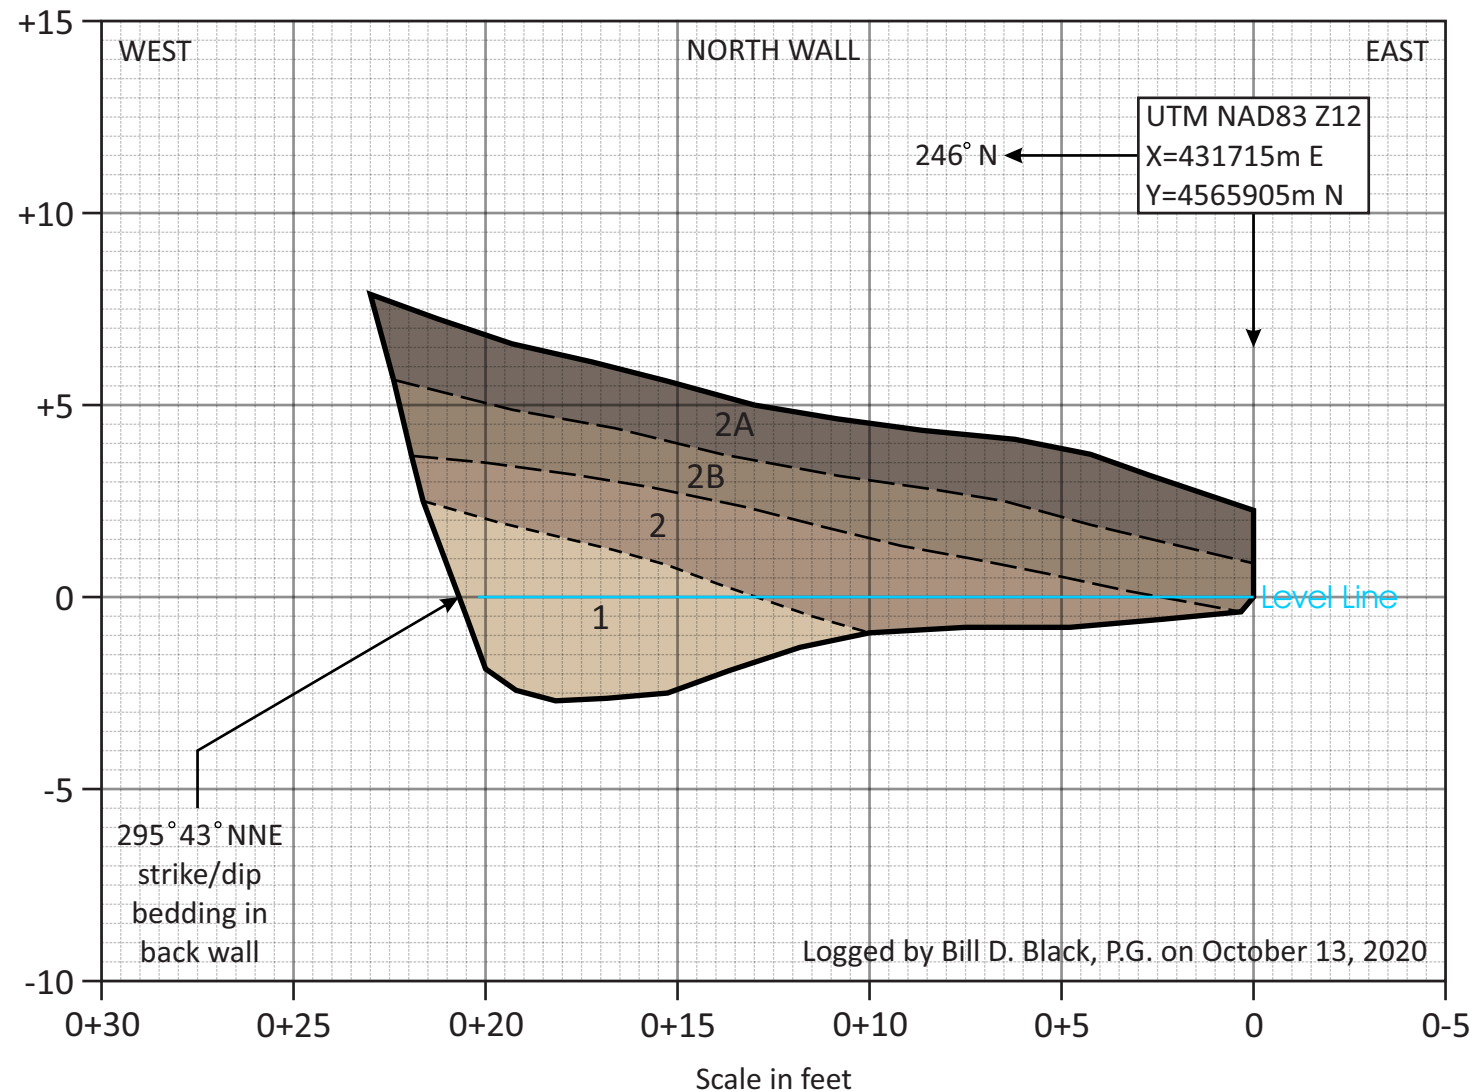 +15
WEST NORTH WALL EAST
UTM NAD83 Z12
246° N X=431715m E
Y=4565905m N
+10
+5
2A
2B
2
0
Level Line
1
-5
295°43° NNE
strike/dip
bedding in
back wall
Logged by Bill D. Black, P.G. on October 13, 2020
-10
0+30 0+25 0+20 0+15 0+10 0+5 0 0-5
Scale in feet